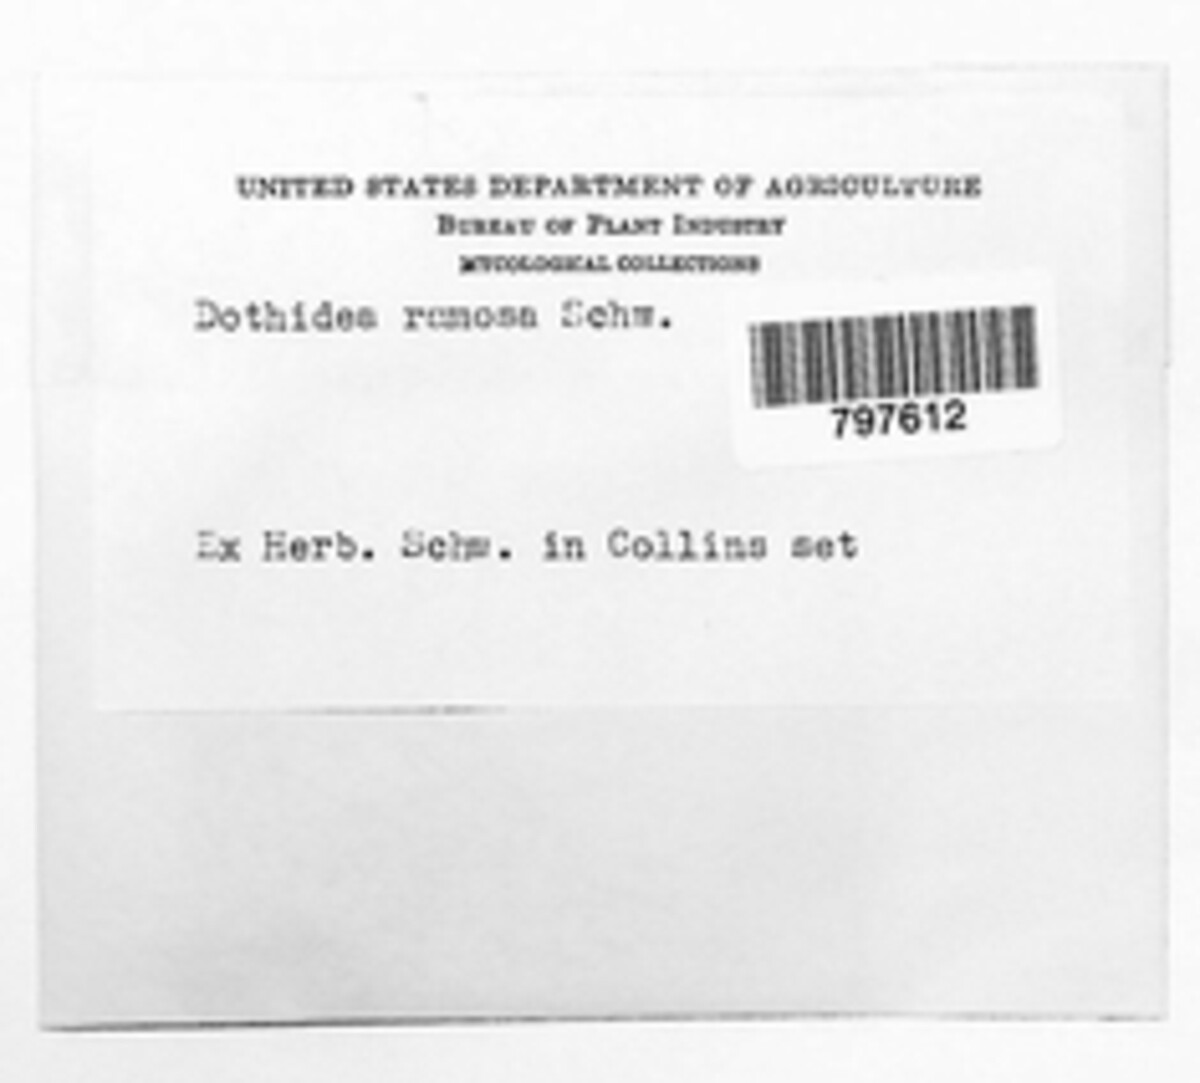 UNITED STATES DEPARTMENT OF AGRICULTURE
BUREAU OF PLANT INDUSTRY
MYCOLOGICAL COLLECTIONS
Dothidea ramosa Schw.
797612
Ex Herb. Schw. in Collins set